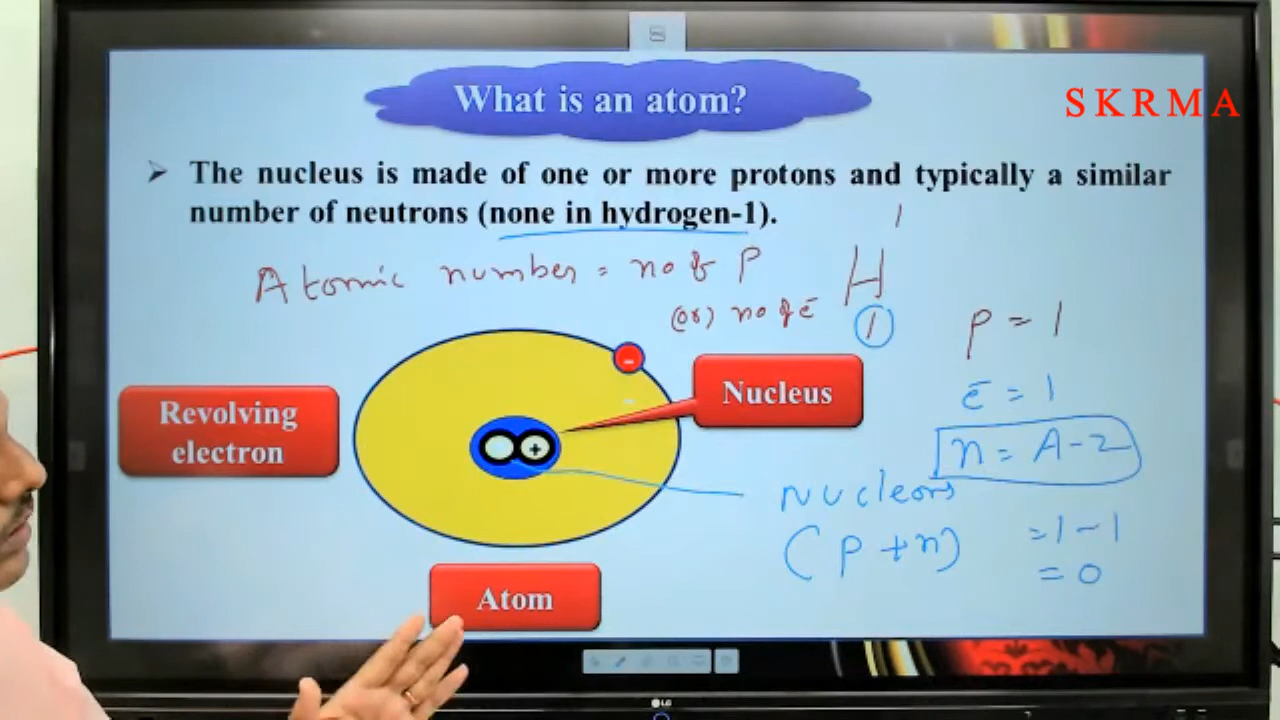 What is an atom?
SKRMA
➢ The nucleus is made of one or more protons and typically a similar
number of neutrons (none in hydrogen-1).
Atomic number = no of P
(or) no of e̅
1
H
1
P = 1
e̅ = 1
n = A-Z
= 1 - 1
= 0
Revolving
electron
-
+
Nucleus
Nucleons
(P + n)
Atom
LG